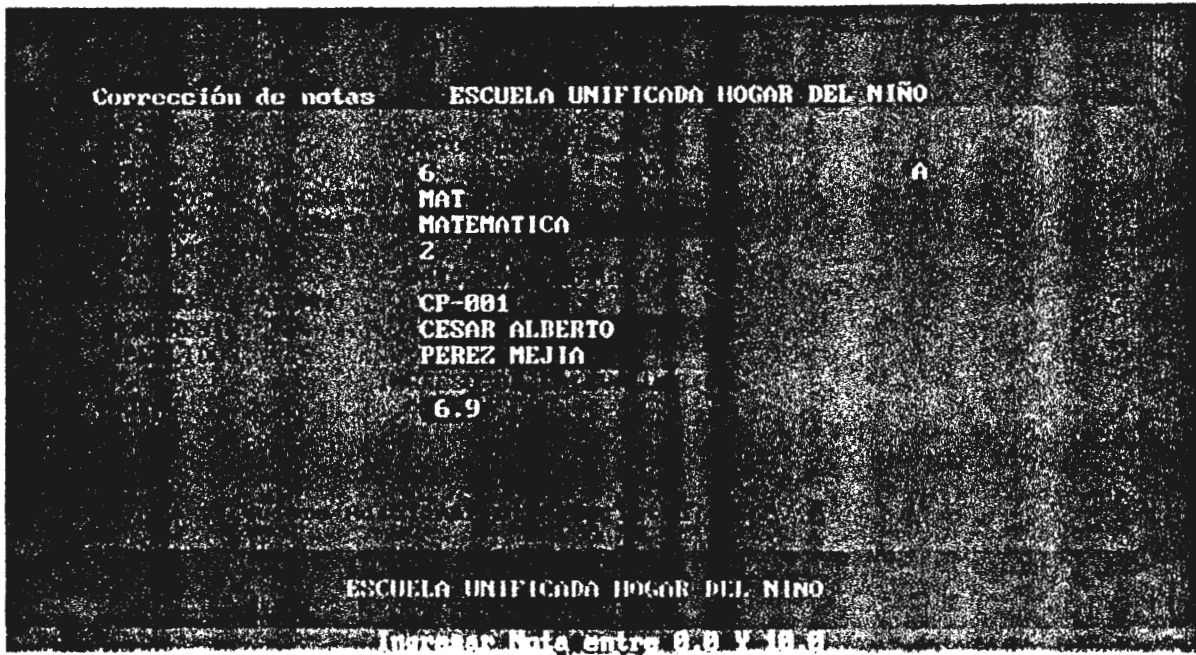 Corrección de notas ESCUELA UNIFICADA HOGAR DEL NIÑO
6 A
MAT
MATEMATICA
2
CP-001
CESAR ALBERTO
PEREZ MEJIA
6.9
ESCUELA UNIFICADA HOGAR DEL NINO
Ingresar Nota entre 0.0 Y 10.0